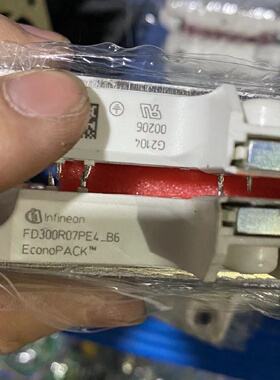 G2104
00206
Infineon
FD300R07PE4_B6
EconoPACK™